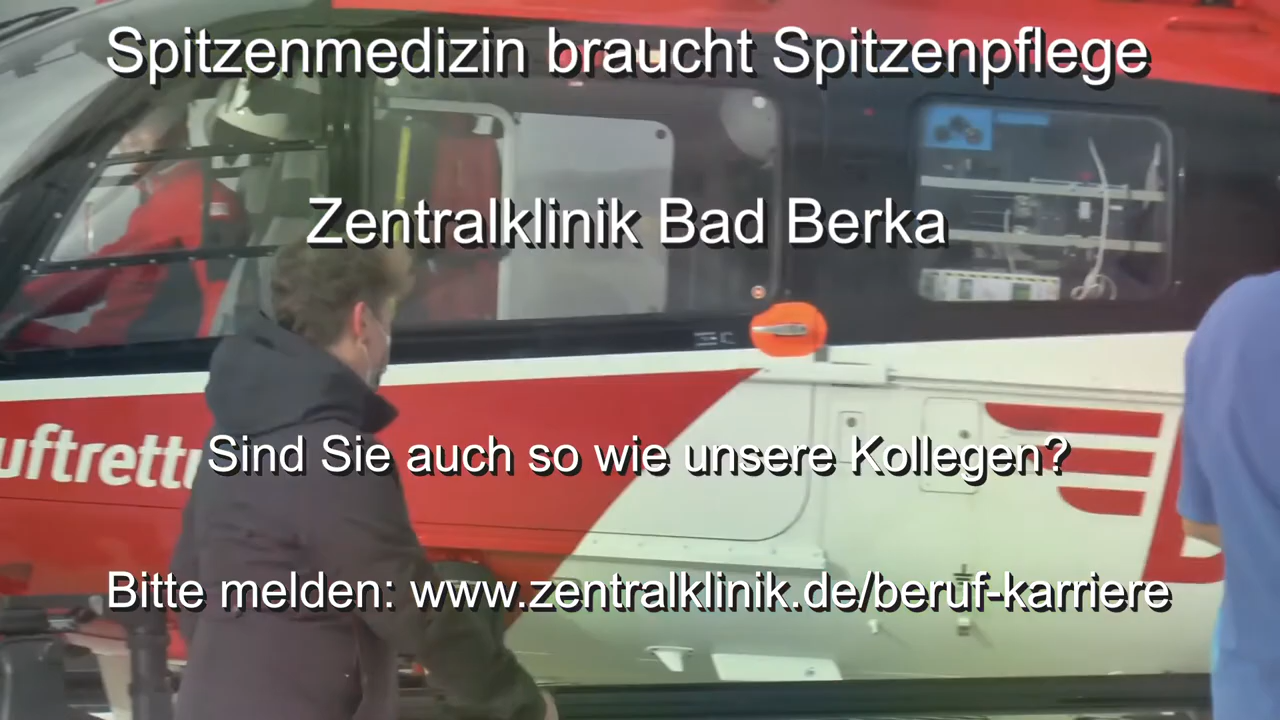 Spitzenmedizin braucht Spitzenpflege
Zentralklinik Bad Berka
uftrettu
Sind Sie auch so wie unsere Kollegen?
Bitte melden: www.zentralklinik.de/beruf-karriere